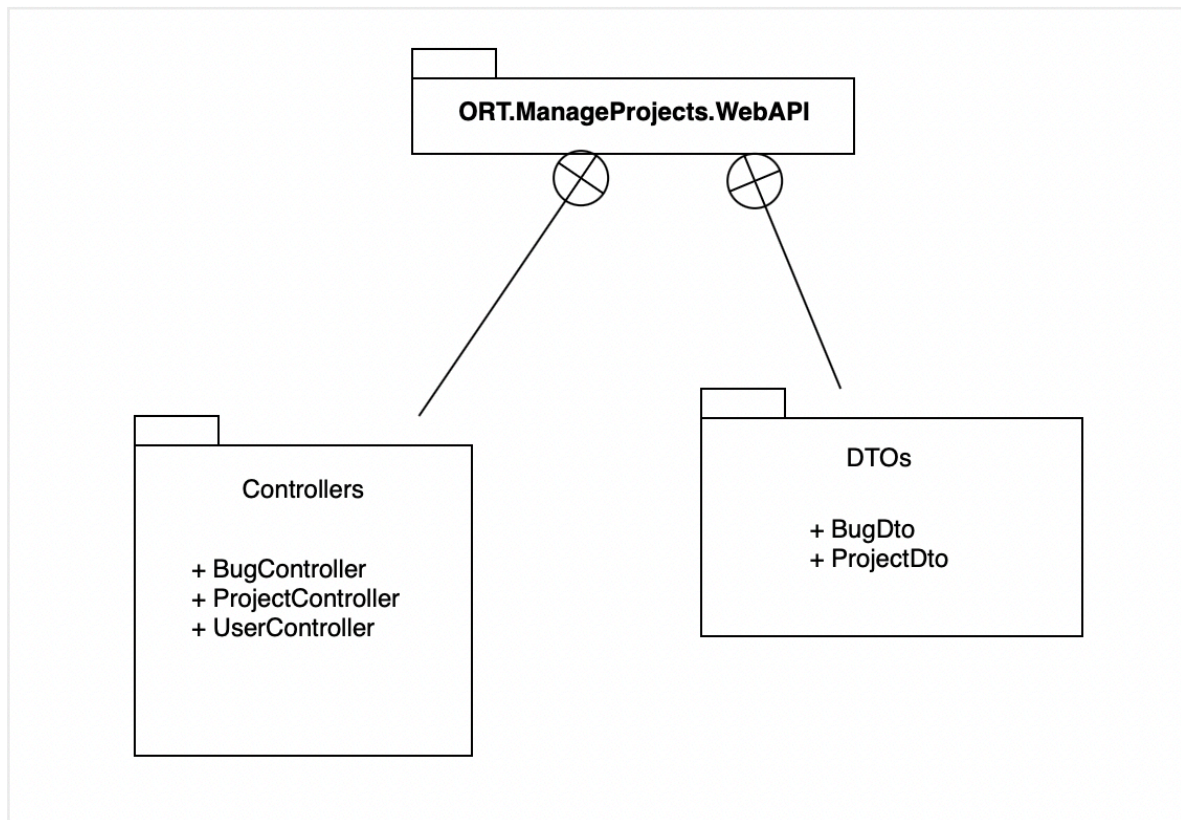 ORT.ManageProjects.WebAPI
Controllers
+ BugController
+ ProjectController
+ UserController
DTOs
+ BugDto
+ ProjectDto